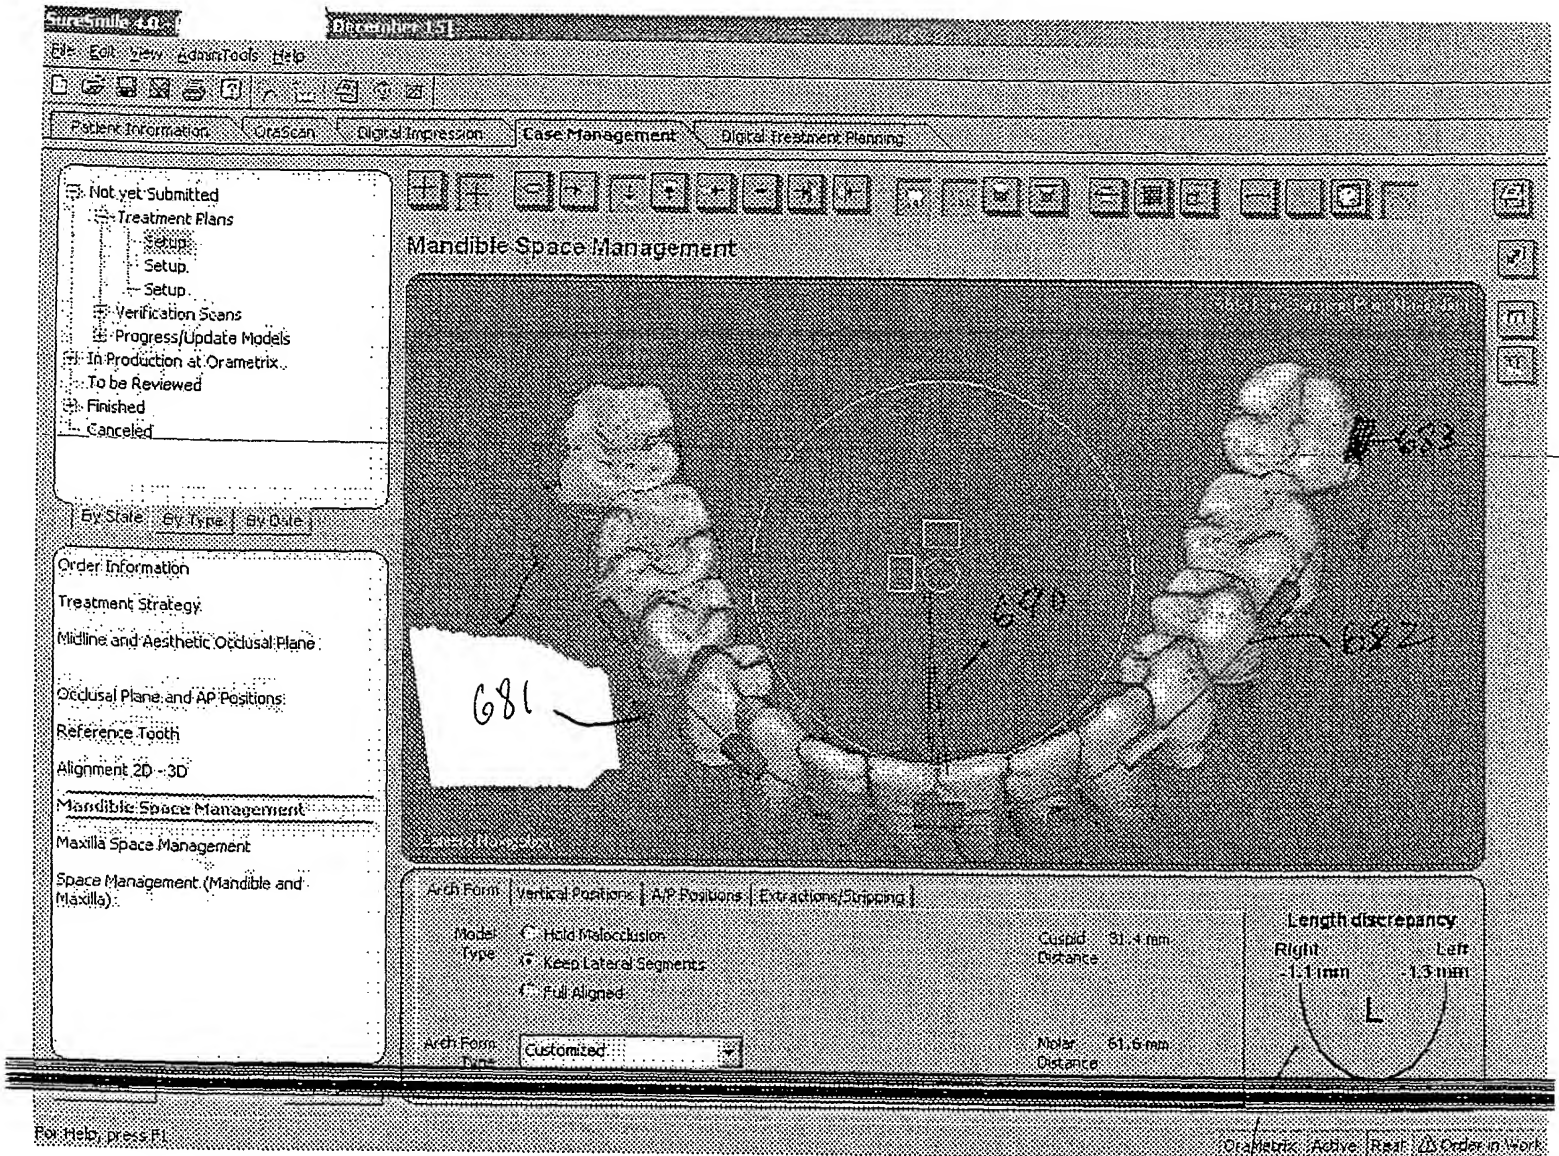 SureSmile 4.0 - [
December 15]
File Edit View AdminTools Help
Patient Information OraScan Digital Impression Case Management Digital Treatment Planning
Not yet Submitted
Treatment Plans
Setup.
Setup.
Setup.
Verification Scans
Progress/Update Models
In Production at Orametrix..
To be Reviewed
Finished
Canceled
By State By Type By Date
Order Information
Treatment Strategy
Midline and Aesthetic Occlusal Plane
Occlusal Plane and AP Positions
Reference Tooth
Alignment 2D - 3D
Mandible Space Management
Maxilla Space Management
Space Management (Mandible and
Maxilla)
Mandible Space Management
683
690
682
681
Arch Form Vertical Positions A/P Positions Extractions/Stripping
Model
Type
Hold Malocclusion
Keep Lateral Segments
Full Aligned
Arch Form
Type
Customized
Cuspid
Distance
31.4 mm
Molar
Distance
61.6 mm
Length discrepancy
Right Left
-1.1 mm -1.3 mm
L
For Help, press F1
Orametrix Active Real Order in Work